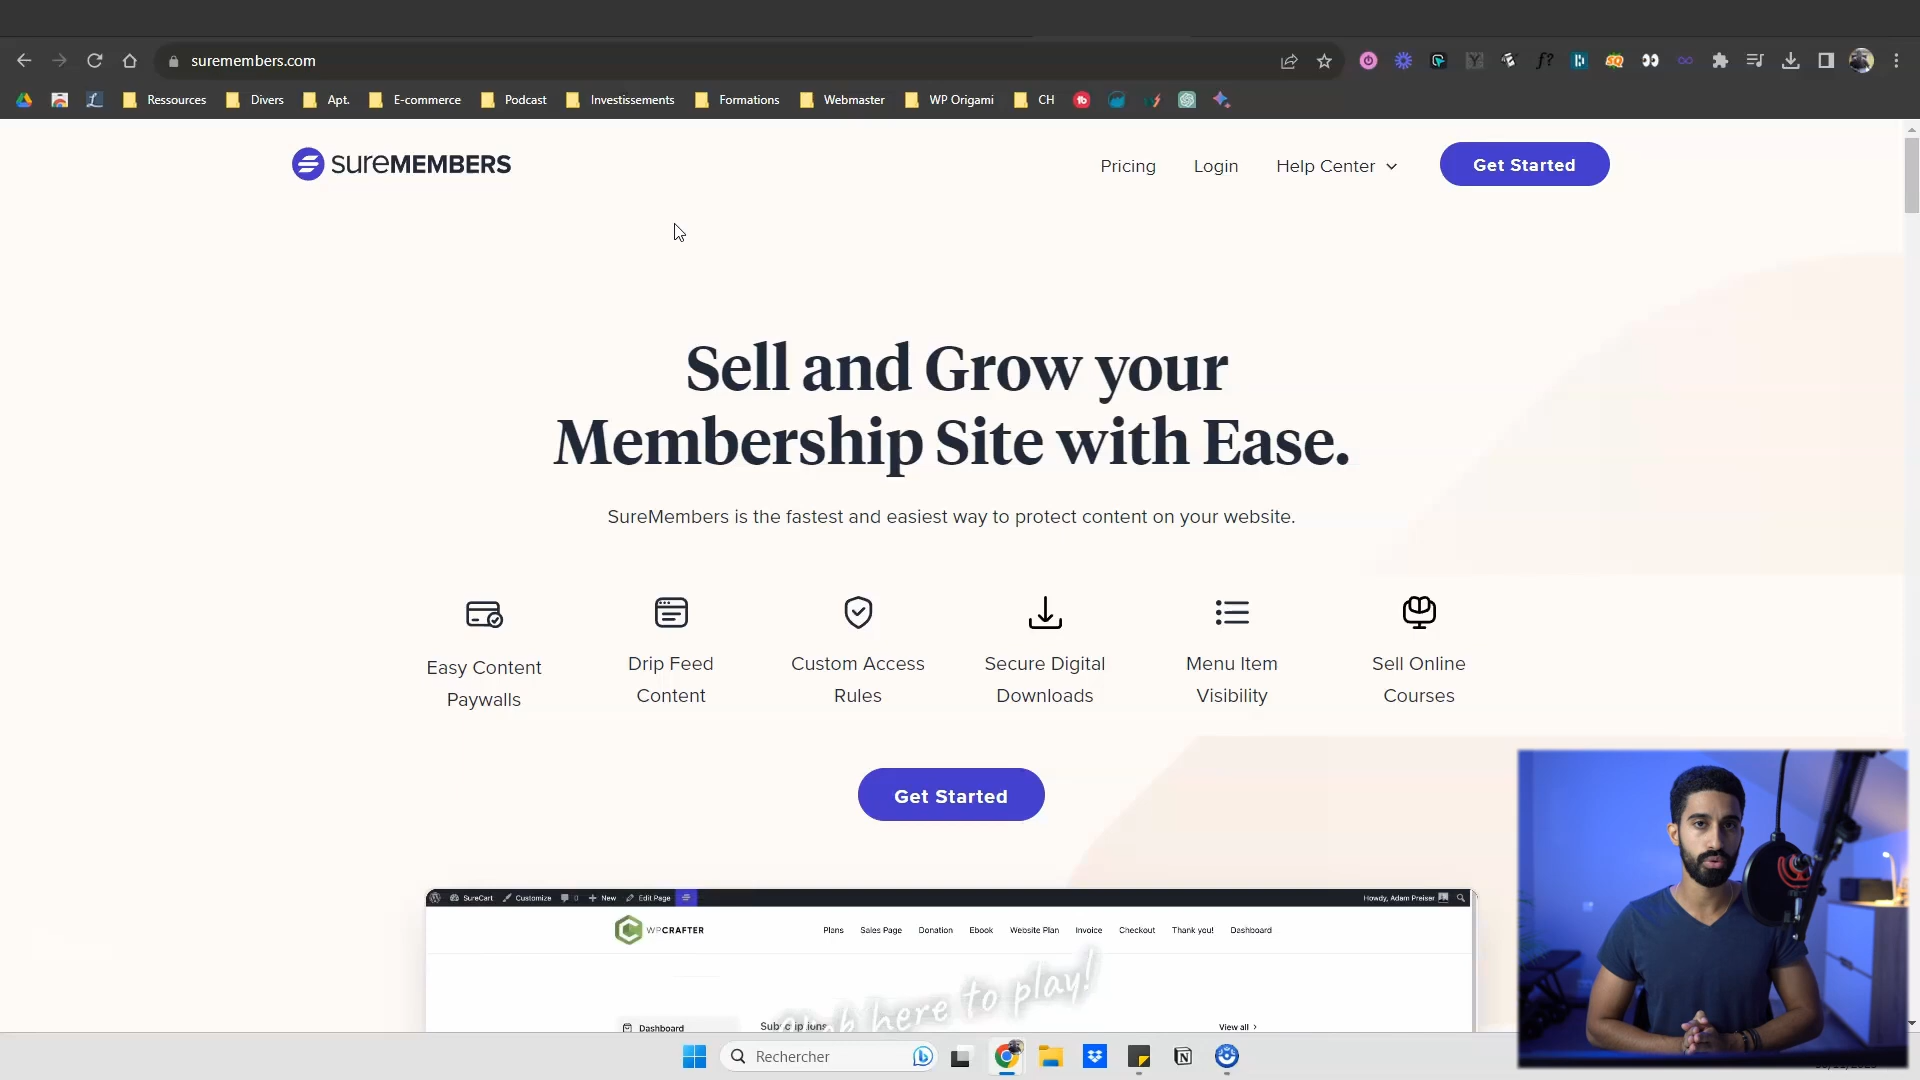 suremembers.com
Ressources Divers Apt. E-commerce Podcast Investissements Formations Webmaster WP Origami CH
sureMEMBERS
Pricing Login Help Center Get Started
Sell and Grow your
Membership Site with Ease.
SureMembers is the fastest and easiest way to protect content on your website.
Easy Content
Paywalls
Drip Feed
Content
Custom Access
Rules
Secure Digital
Downloads
Menu Item
Visibility
Sell Online
Courses
Get Started
SureCart Customize 0 New Edit Page Howdy, Adam Preiser
WPCRAFTER Plans Sales Page Donation Ebook Website Plan Invoice Checkout Thank you! Dashboard
here to play!
Dashboard View all
Rechercher